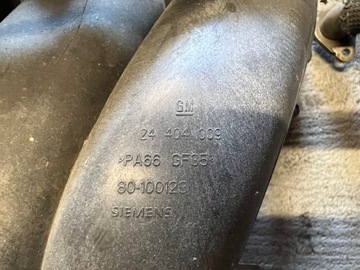 GM
24 404 009
>PA66 GF35<
80-100123
SIEMENS